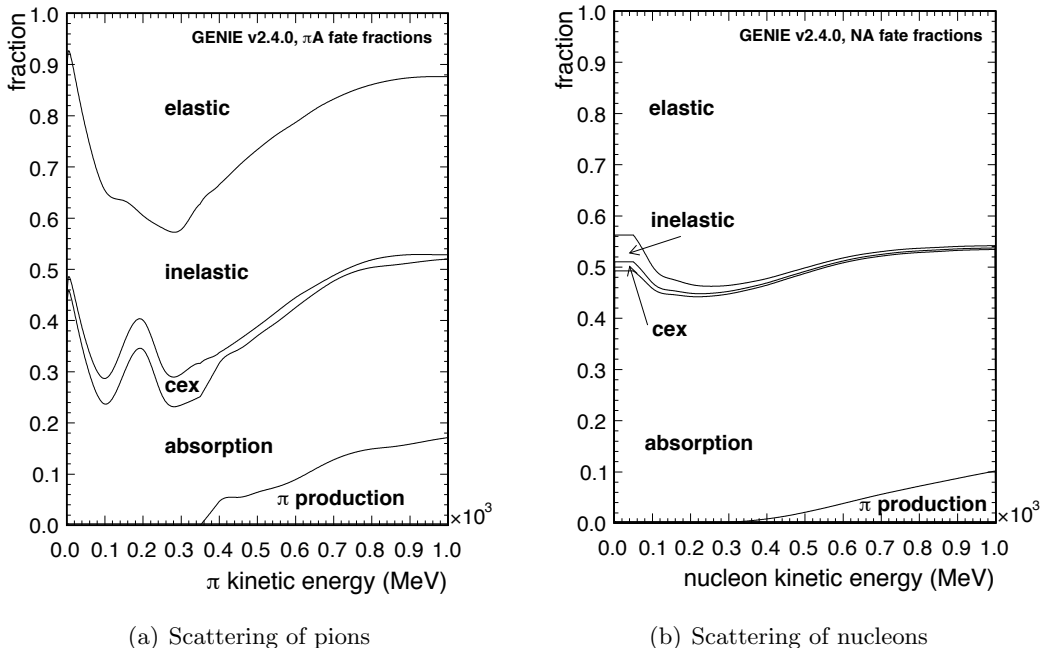 GENIE v2.4.0, πA fate fractions
fraction
1.0
0.9
0.8
0.7
0.6
0.5
0.4
0.3
0.2
0.1
0.0
elastic
inelastic
cex
absorption
π production
×10³
0.0 0.1 0.2 0.3 0.4 0.5 0.6 0.7 0.8 0.9 1.0
π kinetic energy (MeV)
(a) Scattering of pions
GENIE v2.4.0, NA fate fractions
fraction
1.0
0.9
0.8
0.7
0.6
0.5
0.4
0.3
0.2
0.1
0.0
elastic
inelastic
cex
absorption
π production
×10³
0.0 0.1 0.2 0.3 0.4 0.5 0.6 0.7 0.8 0.9 1.0
nucleon kinetic energy (MeV)
(b) Scattering of nucleons